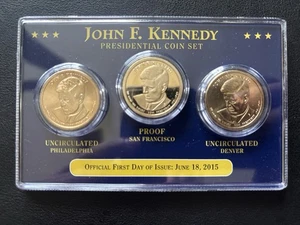 JOHN F. KENNEDY
PRESIDENTIAL COIN SET
UNCIRCULATED
PHILADELPHIA
PROOF
SAN FRANCISCO
UNCIRCULATED
DENVER
OFFICIAL FIRST DAY OF ISSUE: JUNE 18, 2015